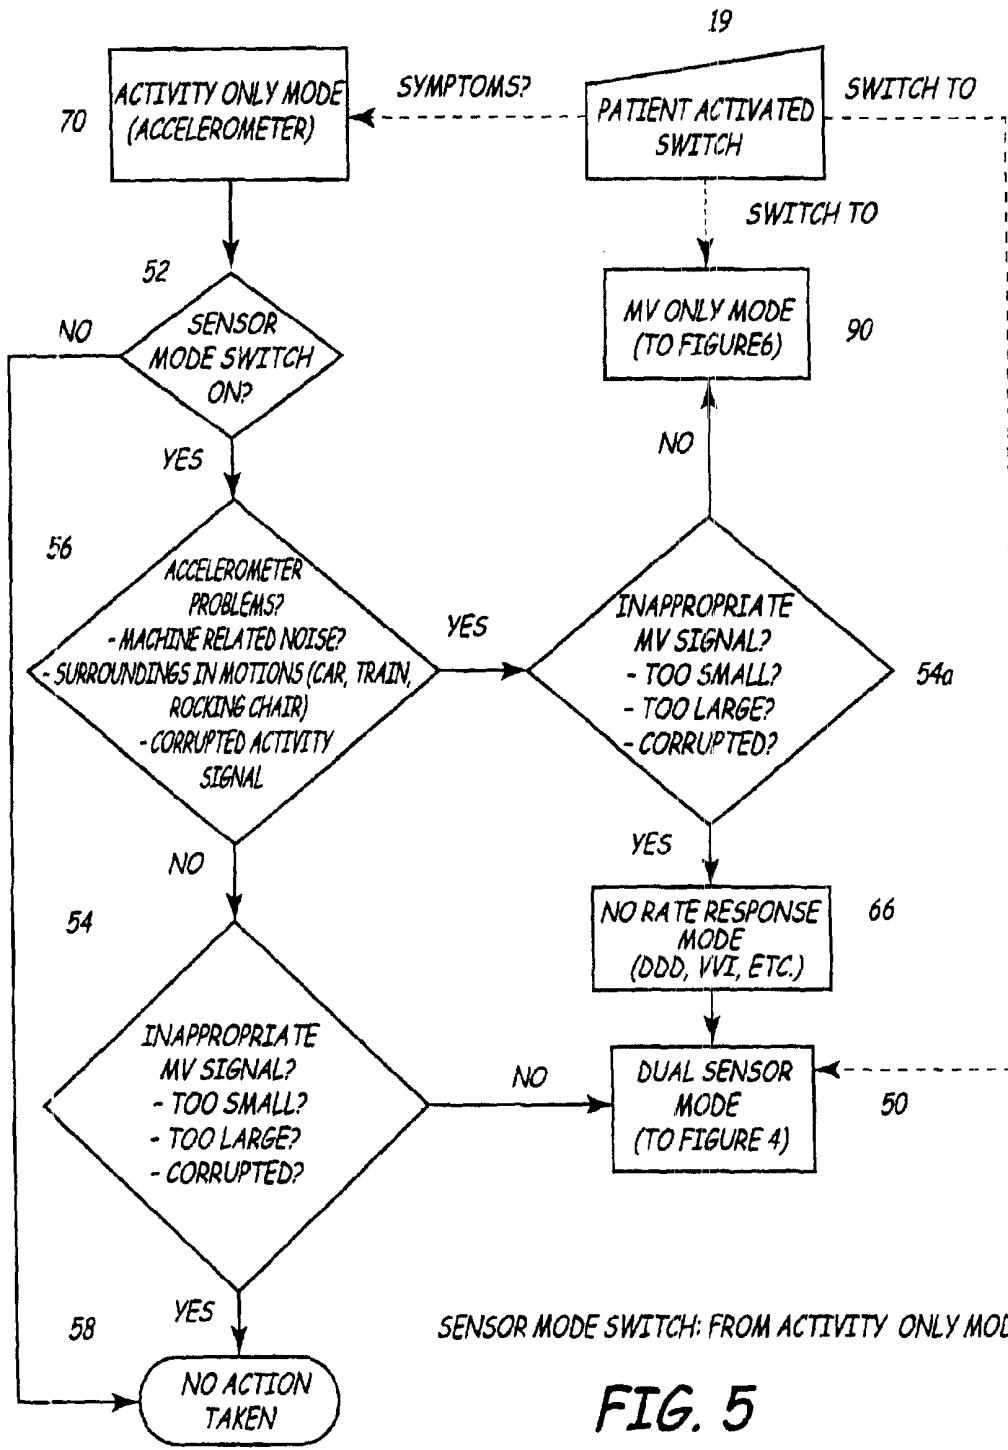 19
ACTIVITY ONLY MODE
(ACCELEROMETER)
70
SYMPTOMS?
PATIENT ACTIVATED
SWITCH
SWITCH TO
SWITCH TO
52
NO
SENSOR
MODE SWITCH
ON?
YES
MV ONLY MODE
(TO FIGURE6)
90
NO
56
ACCELEROMETER
PROBLEMS?
- MACHINE RELATED NOISE?
- SURROUNDINGS IN MOTIONS (CAR, TRAIN,
ROCKING CHAIR)
- CORRUPTED ACTIVITY
SIGNAL
YES
INAPPROPRIATE
MV SIGNAL?
- TOO SMALL?
- TOO LARGE?
- CORRUPTED?
54a
YES
NO
NO RATE RESPONSE
MODE
(DDD, VVI, ETC.)
66
54
INAPPROPRIATE
MV SIGNAL?
- TOO SMALL?
- TOO LARGE?
- CORRUPTED?
NO
DUAL SENSOR
MODE
(TO FIGURE 4)
50
YES
58
NO ACTION
TAKEN
SENSOR MODE SWITCH: FROM ACTIVITY ONLY MOD
FIG. 5